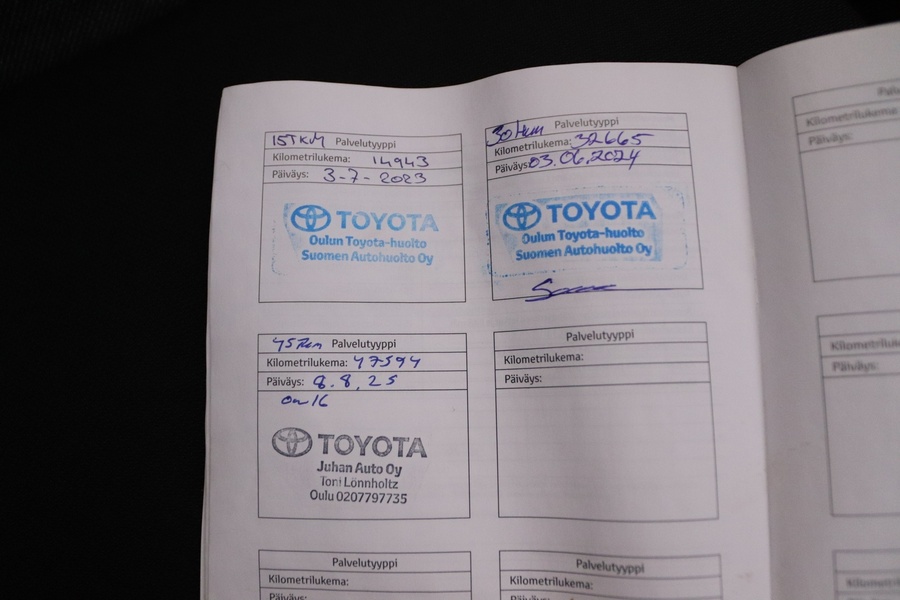 15TKM Palvelutyyppi
Kilometrilukema: 14943
Päiväys: 3-7-2023
TOYOTA
Oulun Toyota-huolto
Suomen Autohuolto Oy
30tkm Palvelutyyppi
Kilometrilukema: 32665
Päiväys: 03.06.2024
TOYOTA
Oulun Toyota-huolto
Suomen Autohuolto Oy
45Tkm Palvelutyyppi
Kilometrilukema: 47594
Päiväys: 8.8,25
TOYOTA
Juhan Auto Oy
Toni Lönnholtz
Oulu 0207797735
Palvelutyyppi
Kilometrilukema:
Päiväys:
Palvelutyyppi
Kilometrilukema:
Palvelutyyppi
Kilometrilukema:
Kilometrilukema
Päiväys:
Päiväys: